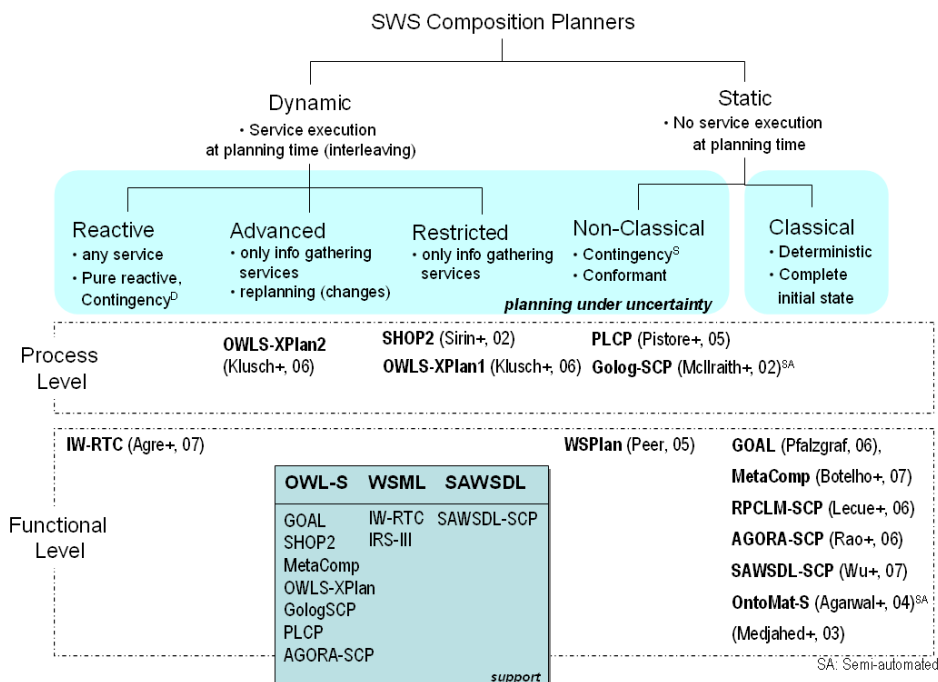 SWS Composition Planners
Dynamic
• Service execution
at planning time (interleaving)
Static
• No service execution
at planning time
Reactive
• any service
• Pure reactive,
Contingency^D
Advanced
• only info gathering
services
• replanning (changes)
Restricted
• only info gathering
services
Non-Classical
• Contingency^S
• Conformant
Classical
• Deterministic
• Complete
initial state
planning under uncertainty
Process
Level
OWLS-XPlan2
(Klusch+, 06)
SHOP2 (Sirin+, 02)
OWLS-XPlan1 (Klusch+, 06)
PLCP (Pistore+, 05)
Golog-SCP (McIlraith+, 02)^SA
Functional
Level
IW-RTC (Agre+, 07)
WSPlan (Peer, 05)
GOAL (Pfalzgraf, 06),
MetaComp (Botelho+, 07)
RPCLM-SCP (Lecue+, 06)
AGORA-SCP (Rao+, 06)
SAWSDL-SCP (Wu+, 07)
OntoMat-S (Agarwal+, 04)^SA
(Medjahed+, 03)
OWL-S WSML SAWSDL
GOAL IW-RTC SAWSDL-SCP
SHOP2 IRS-III
MetaComp
OWLS-XPlan
GologSCP
PLCP
AGORA-SCP
support
SA: Semi-automated